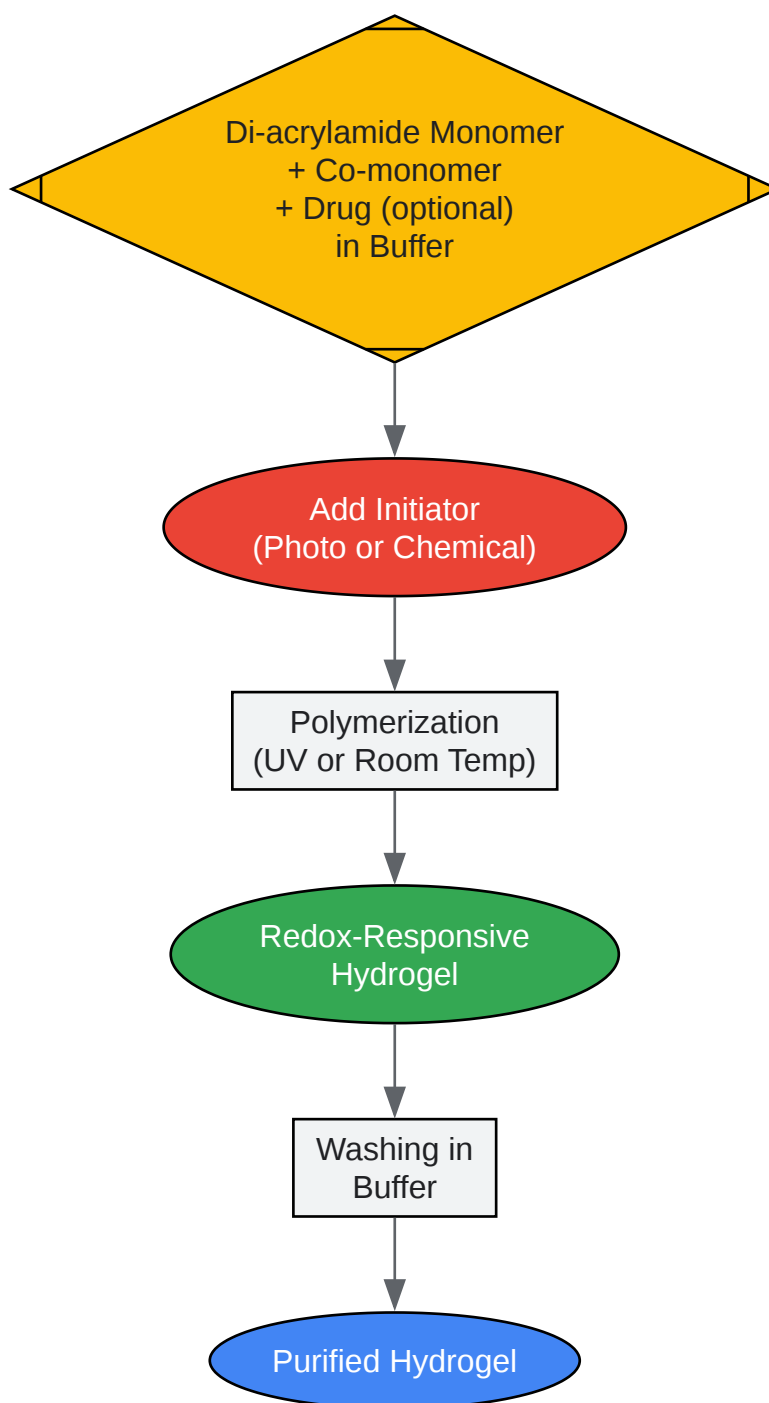 Di-acrylamide Monomer
+ Co-monomer
+ Drug (optional)
in Buffer
Add Initiator
(Photo or Chemical)
Polymerization
(UV or Room Temp)
Redox-Responsive
Hydrogel
Washing in
Buffer
Purified Hydrogel